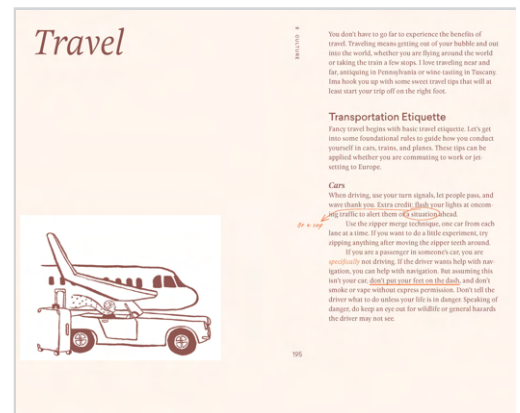 Travel
8 CULTURE
You don't have to go far to experience the benefits of
travel. Traveling means getting out of your bubble and out
into the world, whether you are flying around the world
or taking the train a few stops. I love traveling near and
far, antiquing in Pennsylvania or wine tasting in Tuscany.
Ima hook you up with some sweet travel tips that will at
least start your trip off on the right foot.
Transportation Etiquette
Fancy travel begins with basic travel etiquette. Let's get
into some foundational rules to guide how you conduct
yourself in cars, trains, and planes. These tips can be
applied whether you are commuting to work or jet-
setting to Europe.
Cars
When driving, use your turn signals, let people pass, and
wave thank you. Extra credit: flash your lights at oncom-
ing traffic to alert them of a situation ahead.
Or a cop
Use the zipper merge technique, one car from each
lane at a time. If you want to do a little experiment, try
zipping anything after moving the zipper teeth around.
If you are a passenger in someone's car, you are
specifically not driving. If the driver wants help with nav-
igation, you can help with navigation. But assuming this
isn't your car, don't put your feet on the dash, and don't
smoke or vape without express permission. Don't tell the
driver what to do unless your life is in danger. Speaking of
danger, do keep an eye out for wildlife or general hazards
the driver may not see.
195